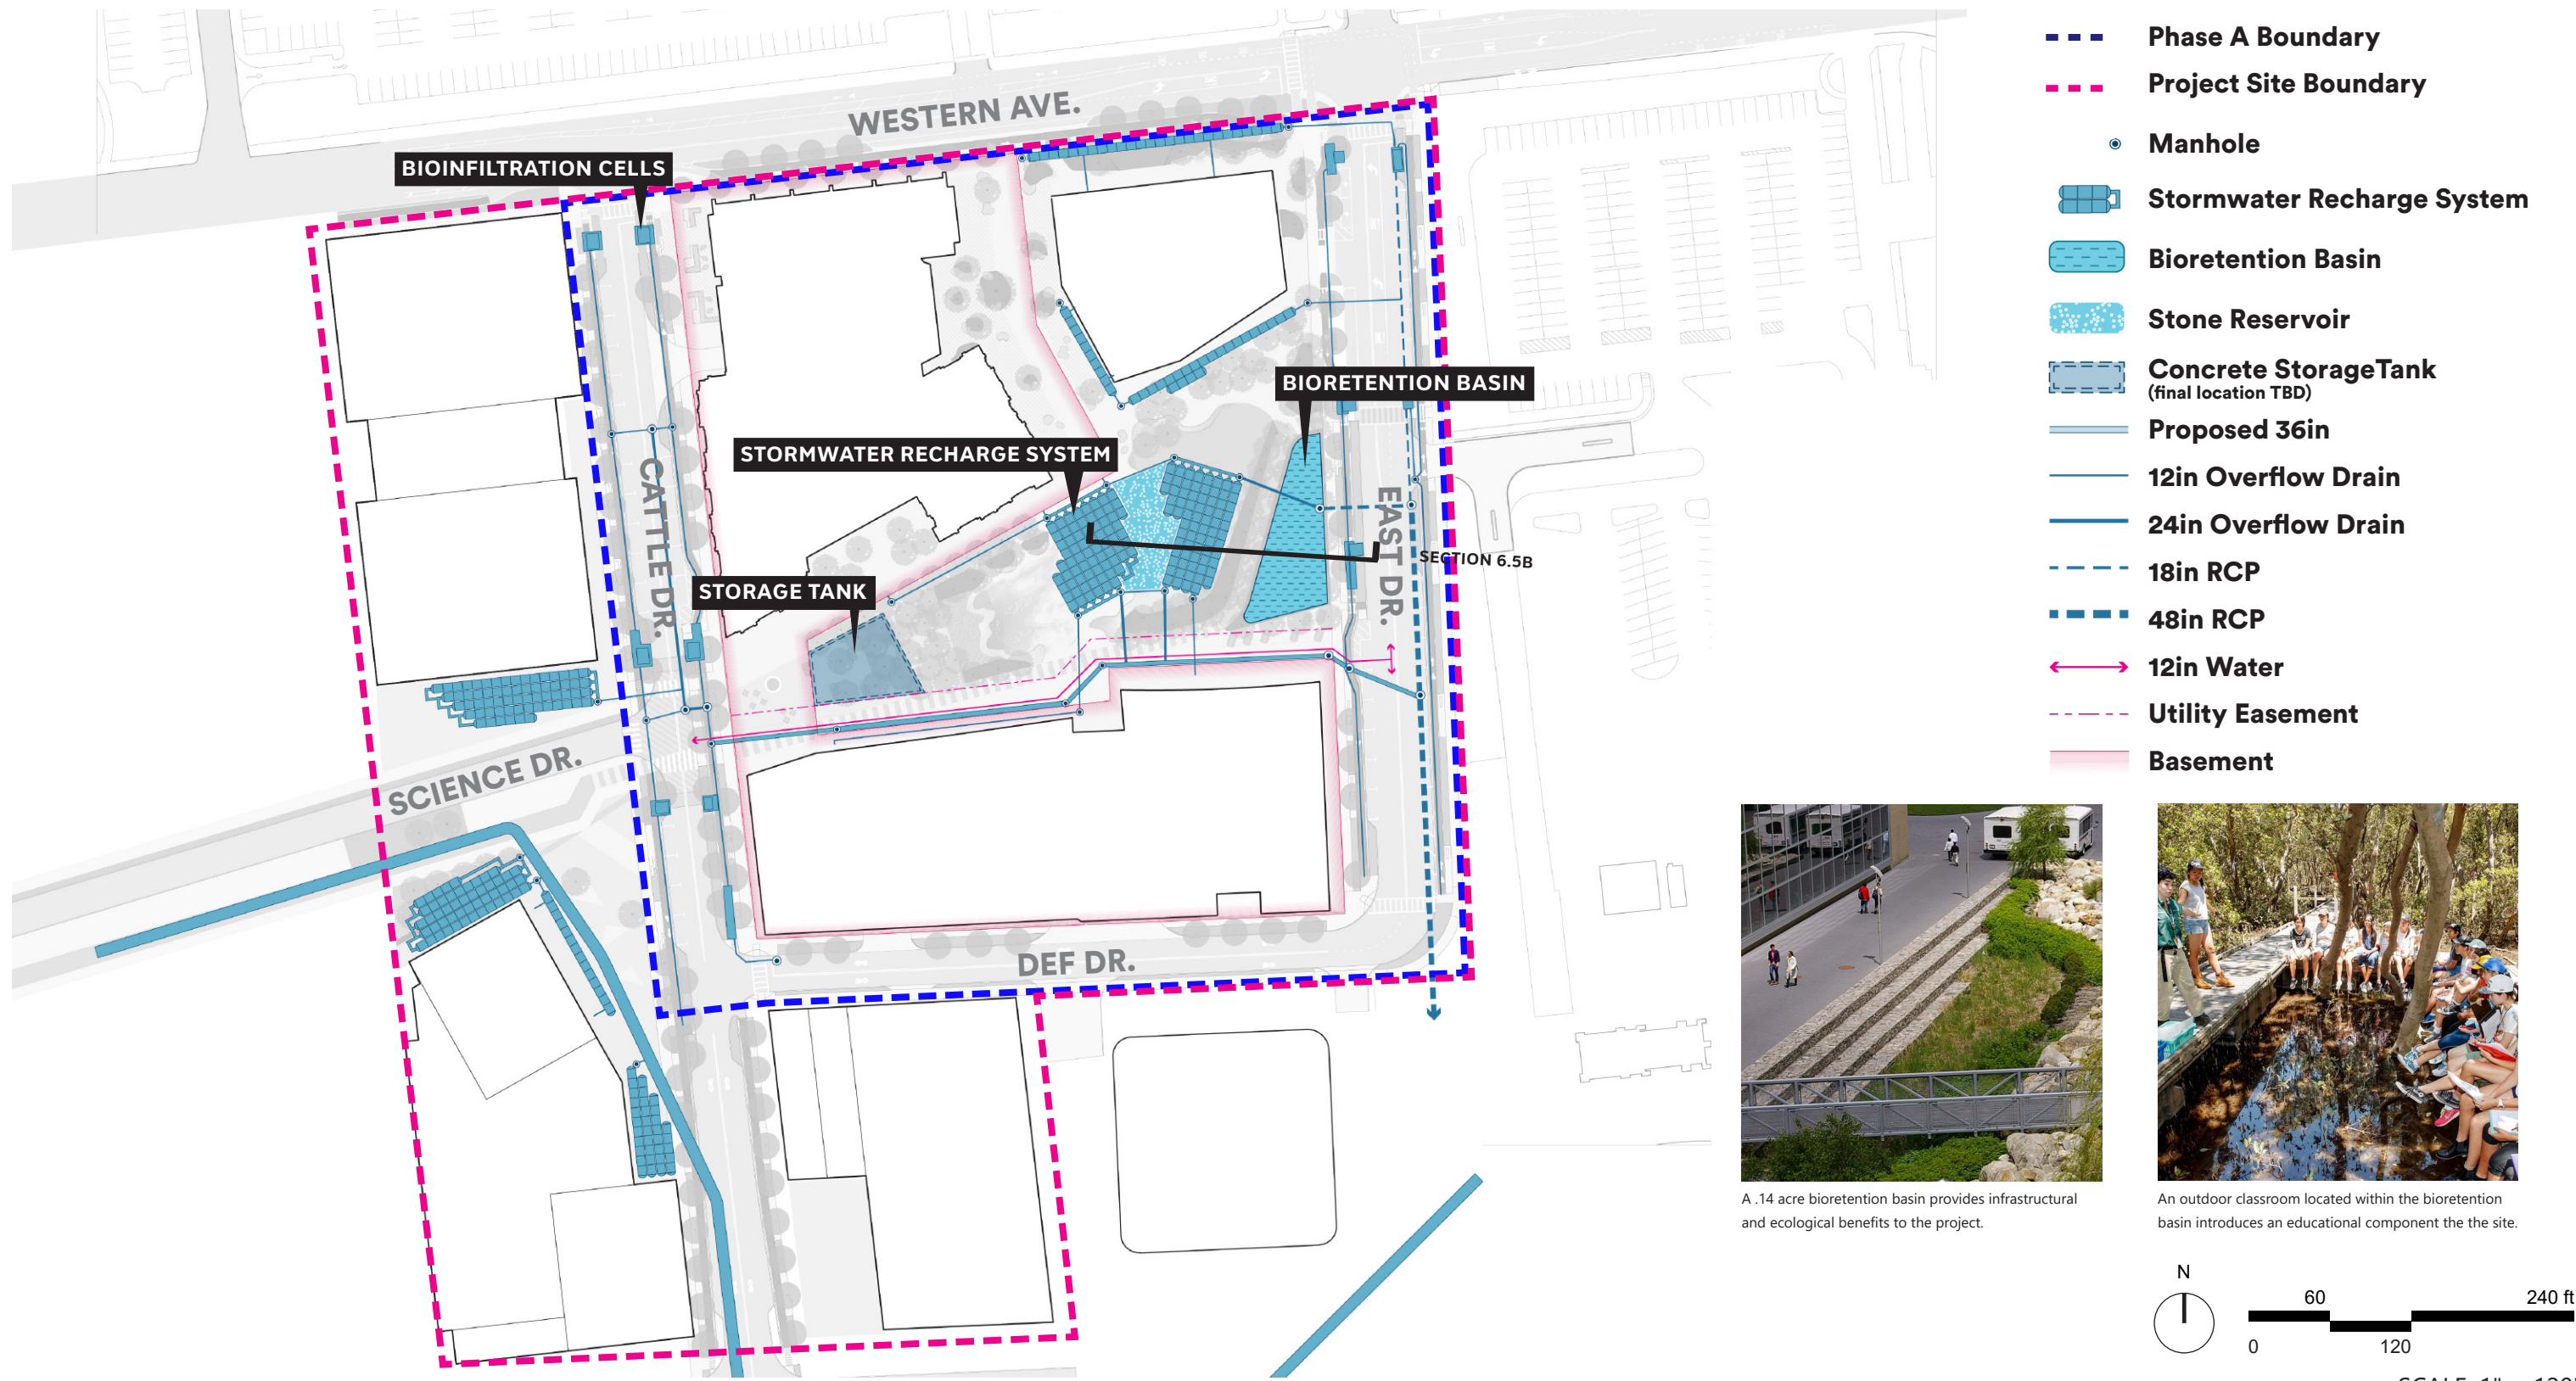 WESTERN AVE.
BIOINFILTRATION CELLS
BIORETENTION BASIN
STORMWATER RECHARGE SYSTEM
CATTLE DR.
EAST DR.
SECTION 6.5B
STORAGE TANK
SCIENCE DR.
DEF DR.
Phase A Boundary
Project Site Boundary
Manhole
Stormwater Recharge System
Bioretention Basin
Stone Reservoir
Concrete StorageTank
(final location TBD)
Proposed 36in
12in Overflow Drain
24in Overflow Drain
18in RCP
48in RCP
12in Water
Utility Easement
Basement
A .14 acre bioretention basin provides infrastructural
and ecological benefits to the project.
An outdoor classroom located within the bioretention
basin introduces an educational component the the site.
N
60 240 ft
0 120